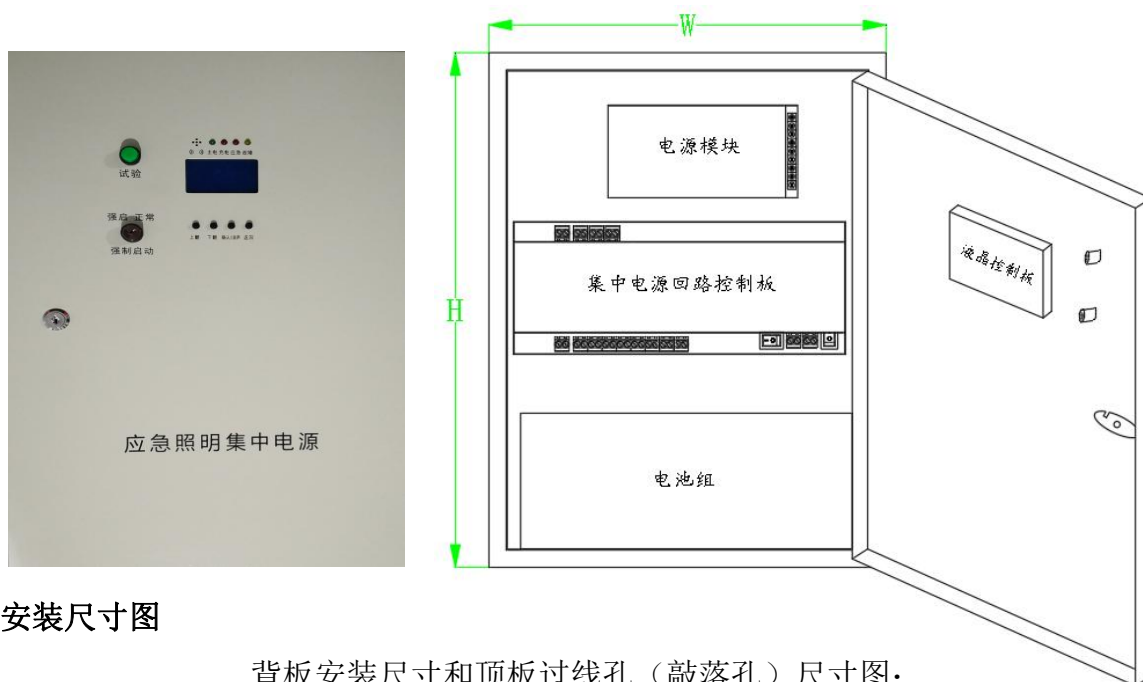 试验
强启 正常
强制启动
应急照明集中电源
W
H
电源模块
集中电源回路控制板
电池组
液晶控制板
安装尺寸图
背板安装尺寸和顶板过线孔（敲落孔）尺寸图：